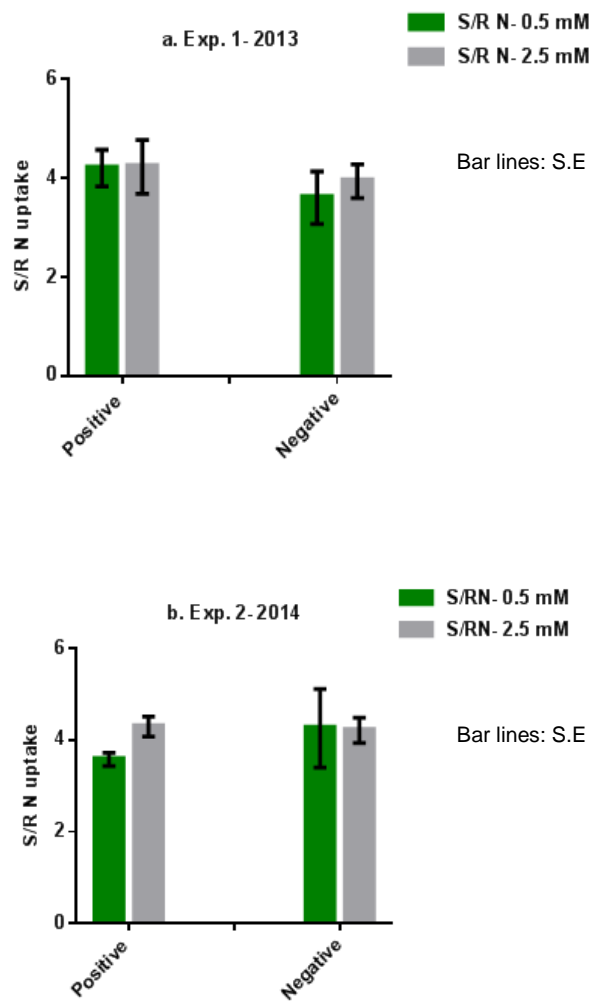 S/R N- 0.5 mM
S/R N- 2.5 mM
a. Exp. 1- 2013
Bar lines: S.E
S/R N uptake
6
4
2
0
Positive
Negative
S/RN- 0.5 mM
S/RN- 2.5 mM
b. Exp. 2- 2014
Bar lines: S.E
S/R N uptake
6
4
2
0
Positive
Negative